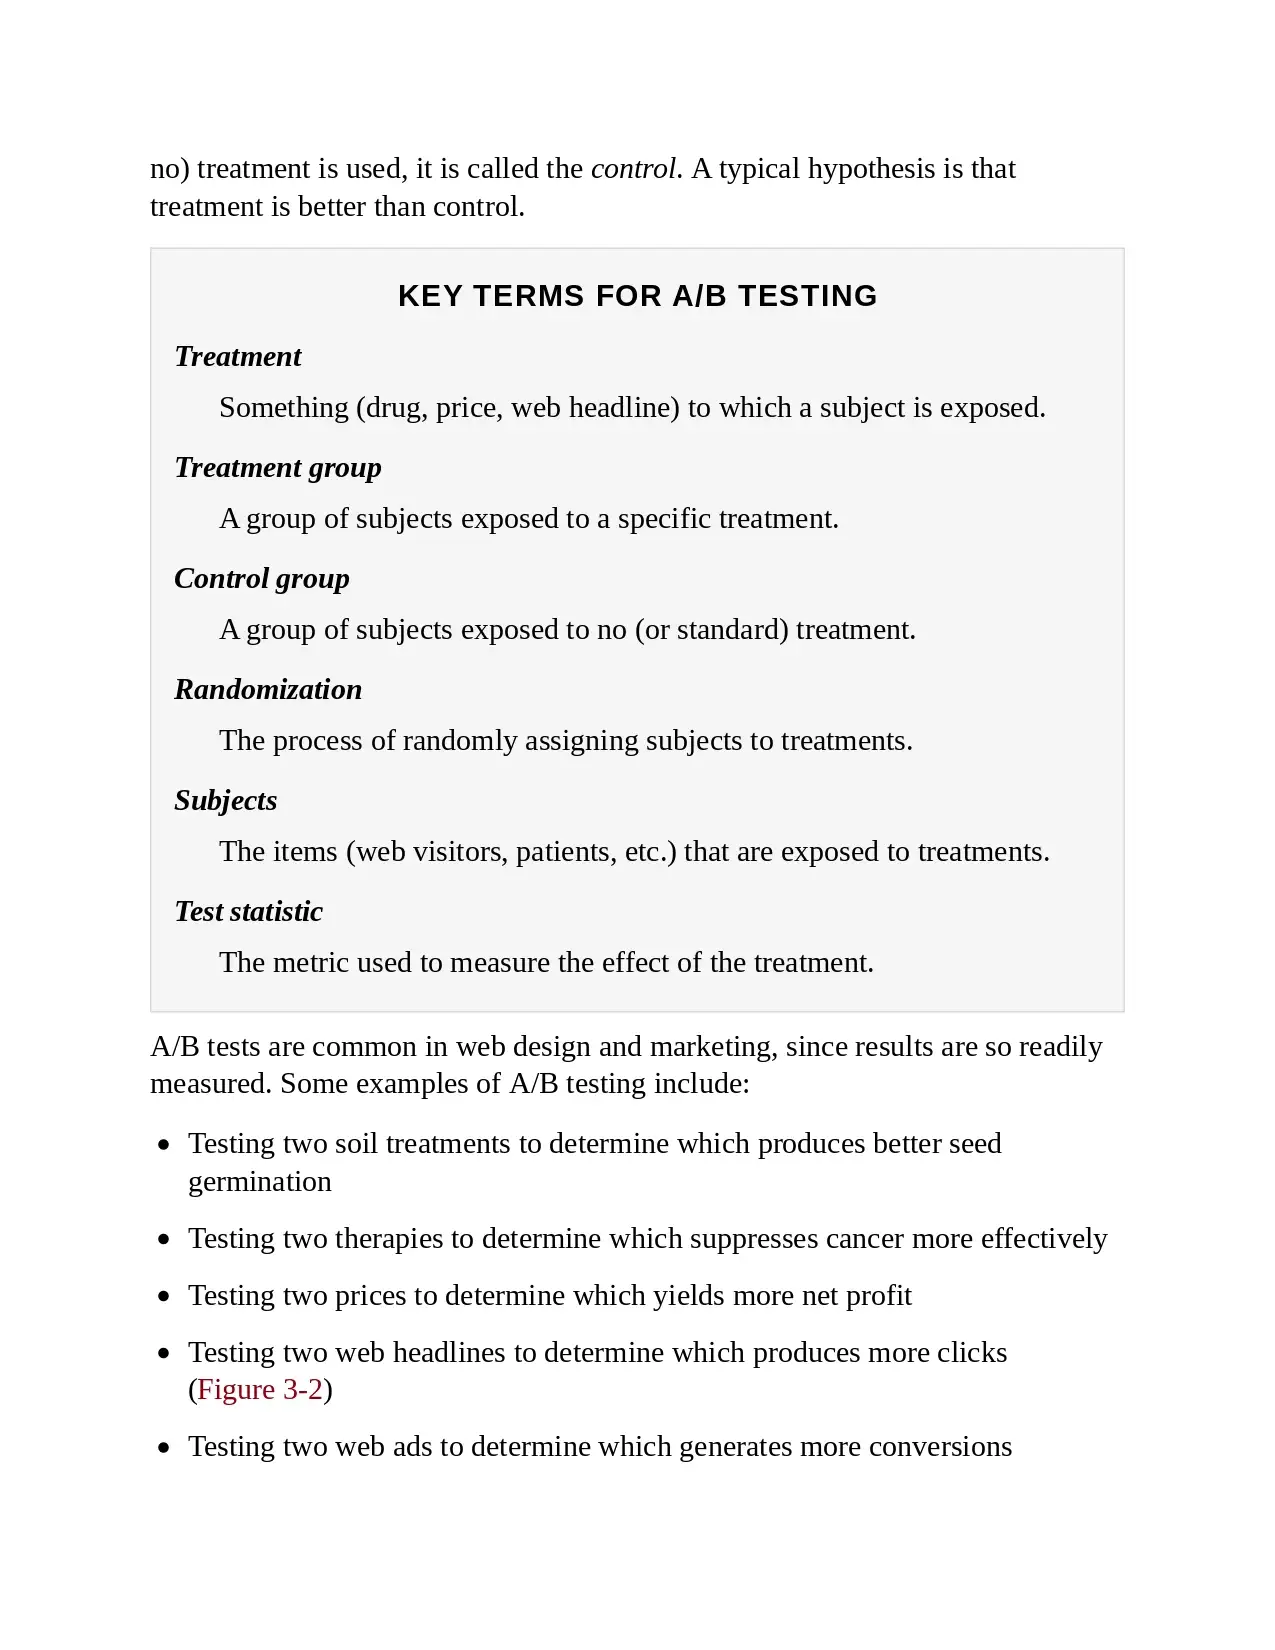 no) treatment is used, it is called the control. A typical hypothesis is that
treatment is better than control.
KEY TERMS FOR A/B TESTING
Treatment
Something (drug, price, web headline) to which a subject is exposed.
Treatment group
A group of subjects exposed to a specific treatment.
Control group
A group of subjects exposed to no (or standard) treatment.
Randomization
The process of randomly assigning subjects to treatments.
Subjects
The items (web visitors, patients, etc.) that are exposed to treatments.
Test statistic
The metric used to measure the effect of the treatment.
A/B tests are common in web design and marketing, since results are so readily
measured. Some examples of A/B testing include:
• Testing two soil treatments to determine which produces better seed
germination
• Testing two therapies to determine which suppresses cancer more effectively
• Testing two prices to determine which yields more net profit
• Testing two web headlines to determine which produces more clicks
(Figure 3-2)
• Testing two web ads to determine which generates more conversions